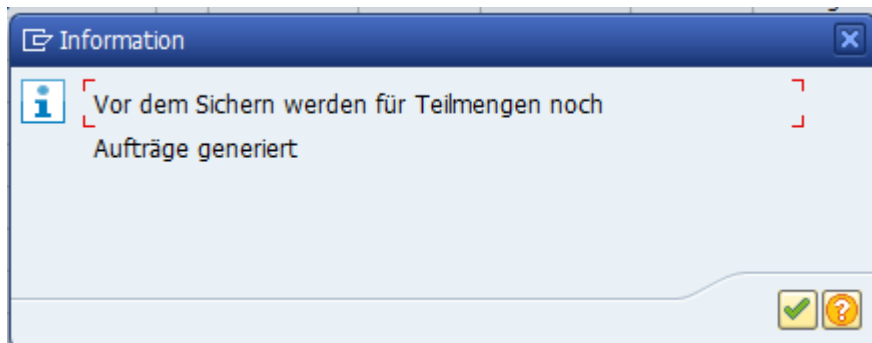 Information
Vor dem Sichern werden für Teilmengen noch
Aufträge generiert